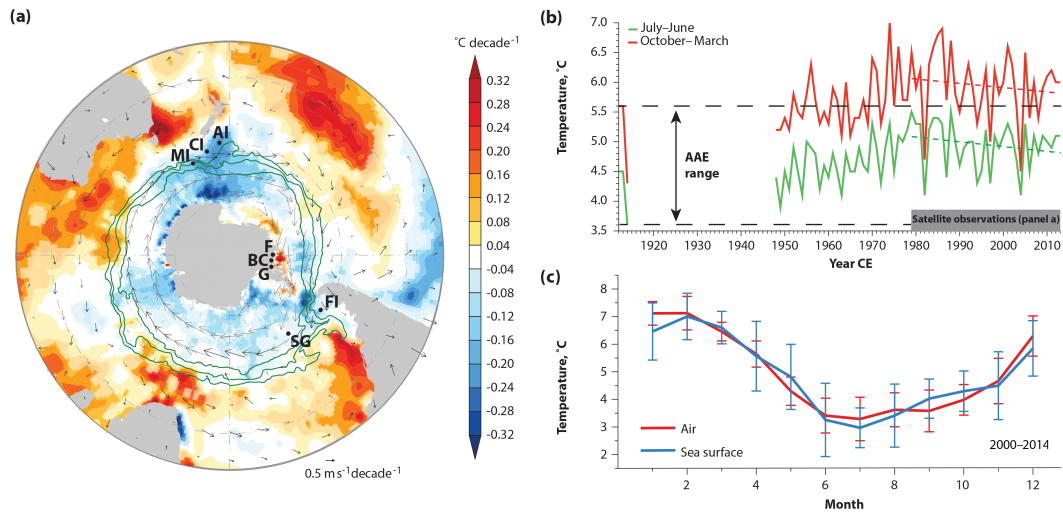 (a)
°C decade⁻¹
0.32
0.28
0.24
0.20
0.16
0.12
0.08
0.04
-0.04
-0.08
-0.12
-0.16
-0.20
-0.24
-0.28
-0.32
AI
CI
MI
F
BC
G
FI
SG
0.5 m s⁻¹decade⁻¹
(b)
July–June
October–March
Temperature, °C
7.0
6.5
6.0
5.5
5.0
4.5
4.0
3.5
AAE
range
Satellite observations (panel a)
1920
1930
1940
1950
1960
1970
1980
1990
2000
2010
Year CE
(c)
Temperature, °C
8
7
6
5
4
3
2
Air
Sea surface
2000–2014
2
4
6
8
10
12
Month